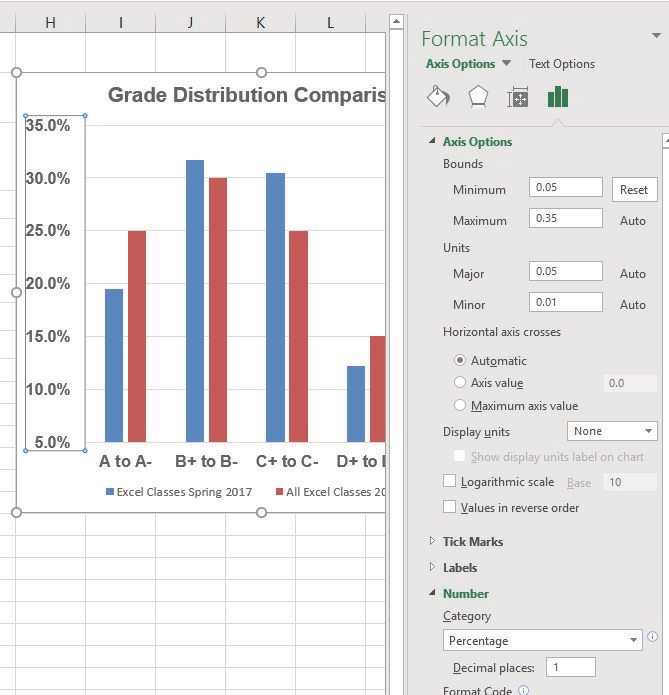 H I J K L
Grade Distribution Comparis
35.0%
30.0%
25.0%
20.0%
15.0%
10.0%
5.0%
A to A- B+ to B- C+ to C- D+ to
Excel Classes Spring 2017 All Excel Classes 20
Format Axis
Axis Options Text Options
Axis Options
Bounds
Minimum 0.05 Reset
Maximum 0.35 Auto
Units
Major 0.05 Auto
Minor 0.01 Auto
Horizontal axis crosses
Automatic
Axis value 0.0
Maximum axis value
Display units None
Show display units label on chart
Logarithmic scale Base 10
Values in reverse order
Tick Marks
Labels
Number
Category
Percentage
Decimal places: 1
Format Code